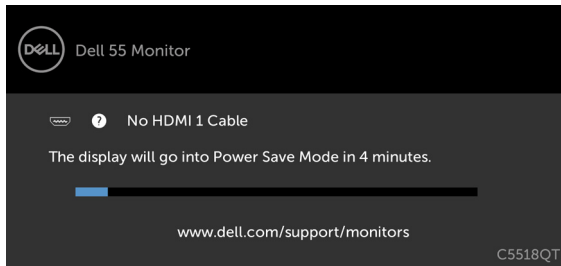 DELL
Dell 55 Monitor
? No HDMI 1 Cable
The display will go into Power Save Mode in 4 minutes.
www.dell.com/support/monitors
C5518QT